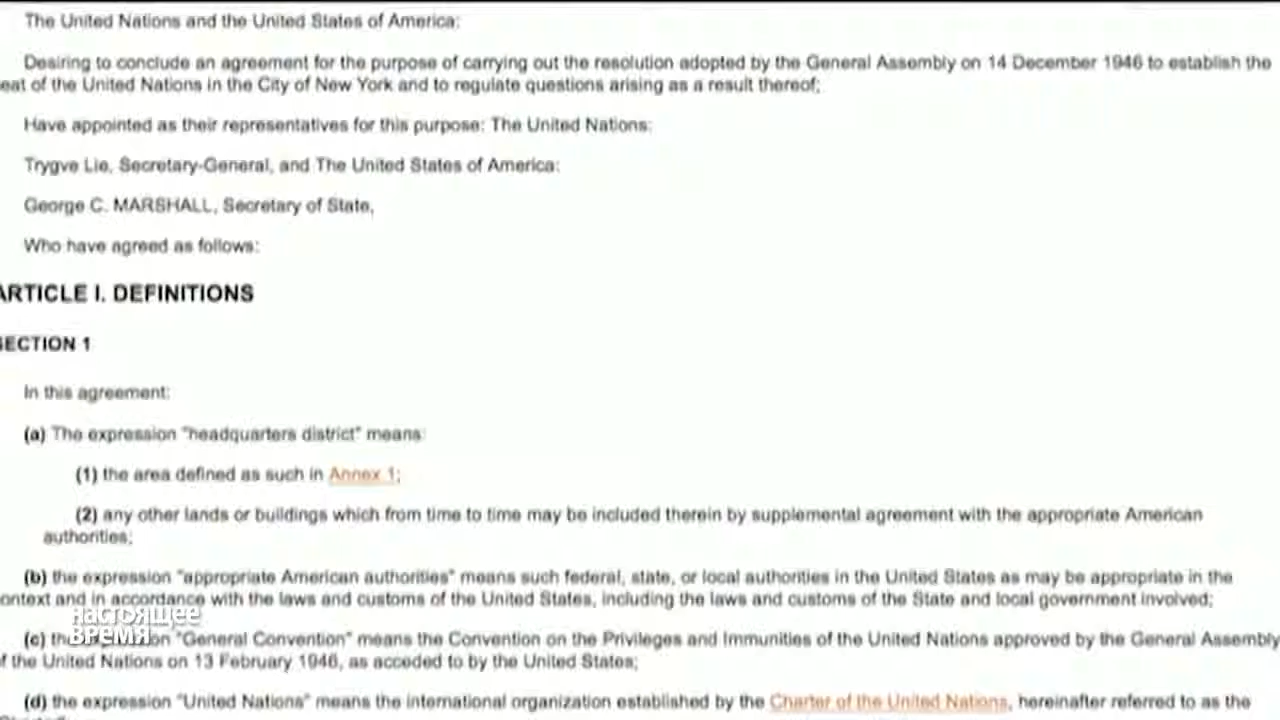 The United Nations and the United States of America:
Desiring to conclude an agreement for the purpose of carrying out the resolution adopted by the General Assembly on 14 December 1946 to establish the
eat of the United Nations in the City of New York and to regulate questions arising as a result thereof;
Have appointed as their representatives for this purpose: The United Nations:
Trygve Lie, Secretary-General, and The United States of America:
George C. MARSHALL, Secretary of State,
Who have agreed as follows:
ARTICLE I. DEFINITIONS
SECTION 1
In this agreement:
(a) The expression "headquarters district" means:
(1) the area defined as such in Annex 1;
(2) any other lands or buildings which from time to time may be included therein by supplemental agreement with the appropriate American
authorities;
(b) the expression "appropriate American authorities" means such federal, state, or local authorities in the United States as may be appropriate in the
ontext and in accordance with the laws and customs of the United States, including the laws and customs of the State and local government involved;
(c) the "General Convention" means the Convention on the Privileges and Immunities of the United Nations approved by the General Assembly
f the United Nations on 13 February 1946, as acceded to by the United States;
(d) the expression "United Nations" means the international organization established by the Charter of the United Nations, hereinafter referred to as the
настоящее
время